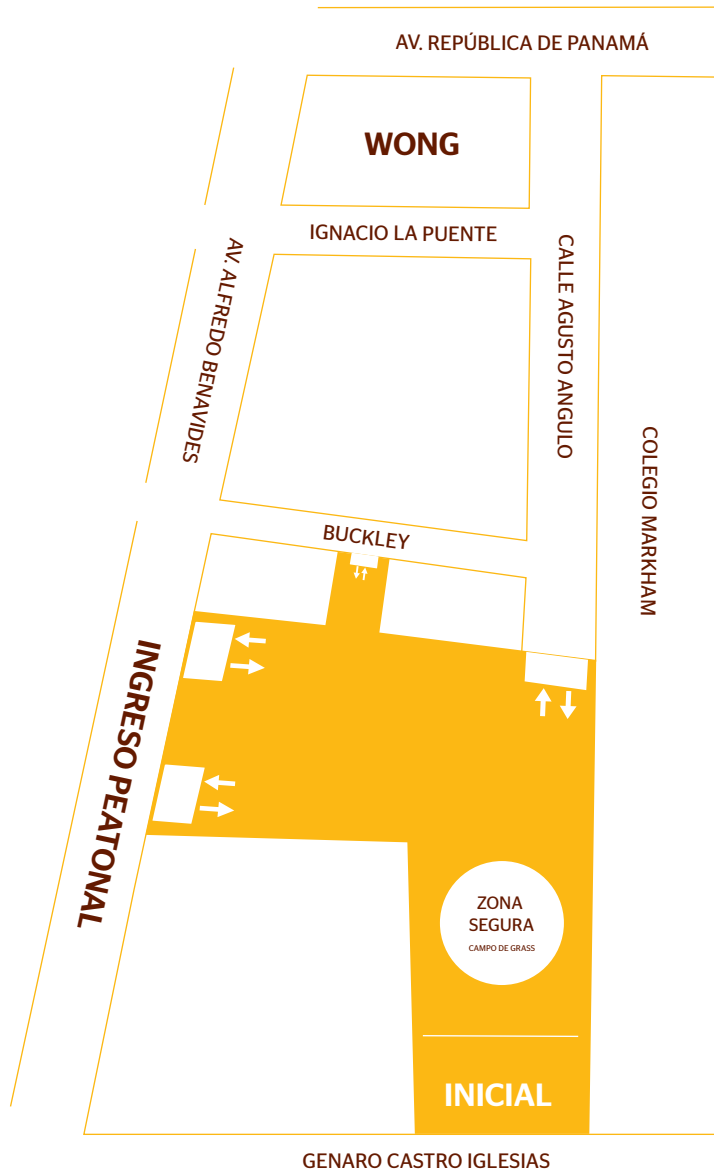 AV. REPÚBLICA DE PANAMÁ
WONG
IGNACIO LA PUENTE
AV. ALFREDO BENAVIDES
CALLE AGUSTO ANGULO
COLEGIO MARKHAM
BUCKLEY
INGRESO PEATONAL
ZONA
SEGURA
CAMPO DE GRASS
INICIAL
GENARO CASTRO IGLESIAS